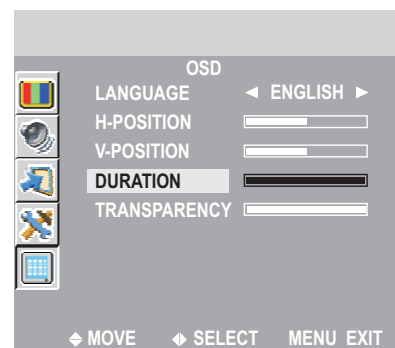 OSD
LANGUAGE ◄ ENGLISH ►
H-POSITION
V-POSITION
DURATION
TRANSPARENCY
MOVE SELECT MENU EXIT